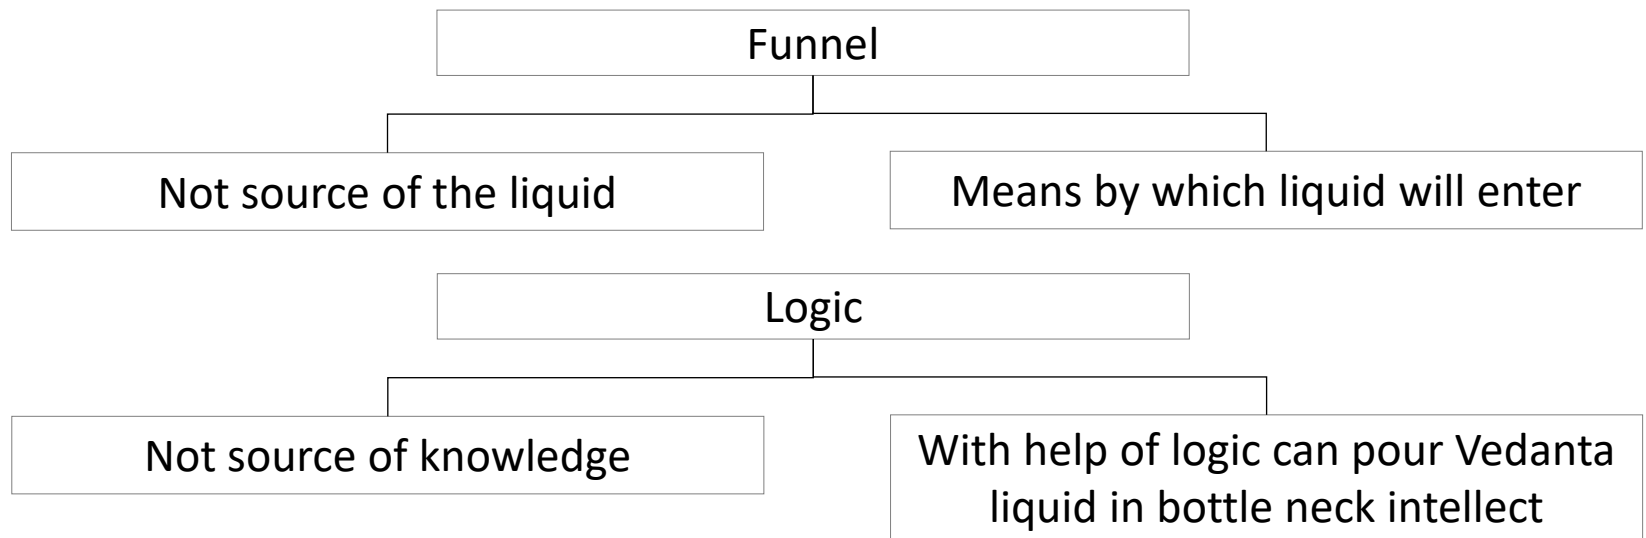 Funnel
Not source of the liquid
Means by which liquid will enter
Logic
Not source of knowledge
With help of logic can pour Vedanta
liquid in bottle neck intellect